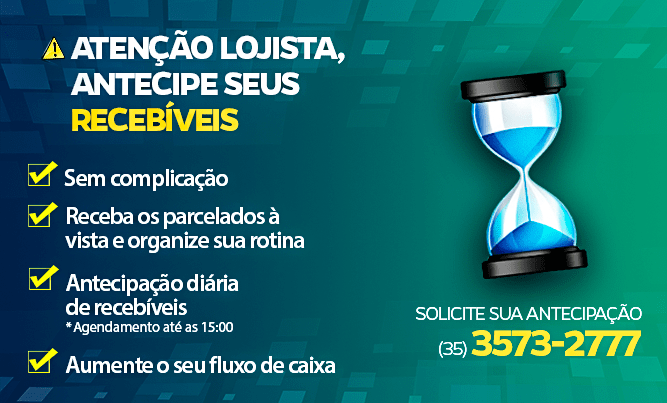 ATENÇÃO LOJISTA,
ANTECIPE SEUS
RECEBÍVEIS
Sem complicação
Receba os parcelados à
vista e organize sua rotina
Antecipação diária
de recebíveis
* Agendamento até as 15:00
Aumente o seu fluxo de caixa
SOLICITE SUA ANTECIPAÇÃO
(35) 3573-2777